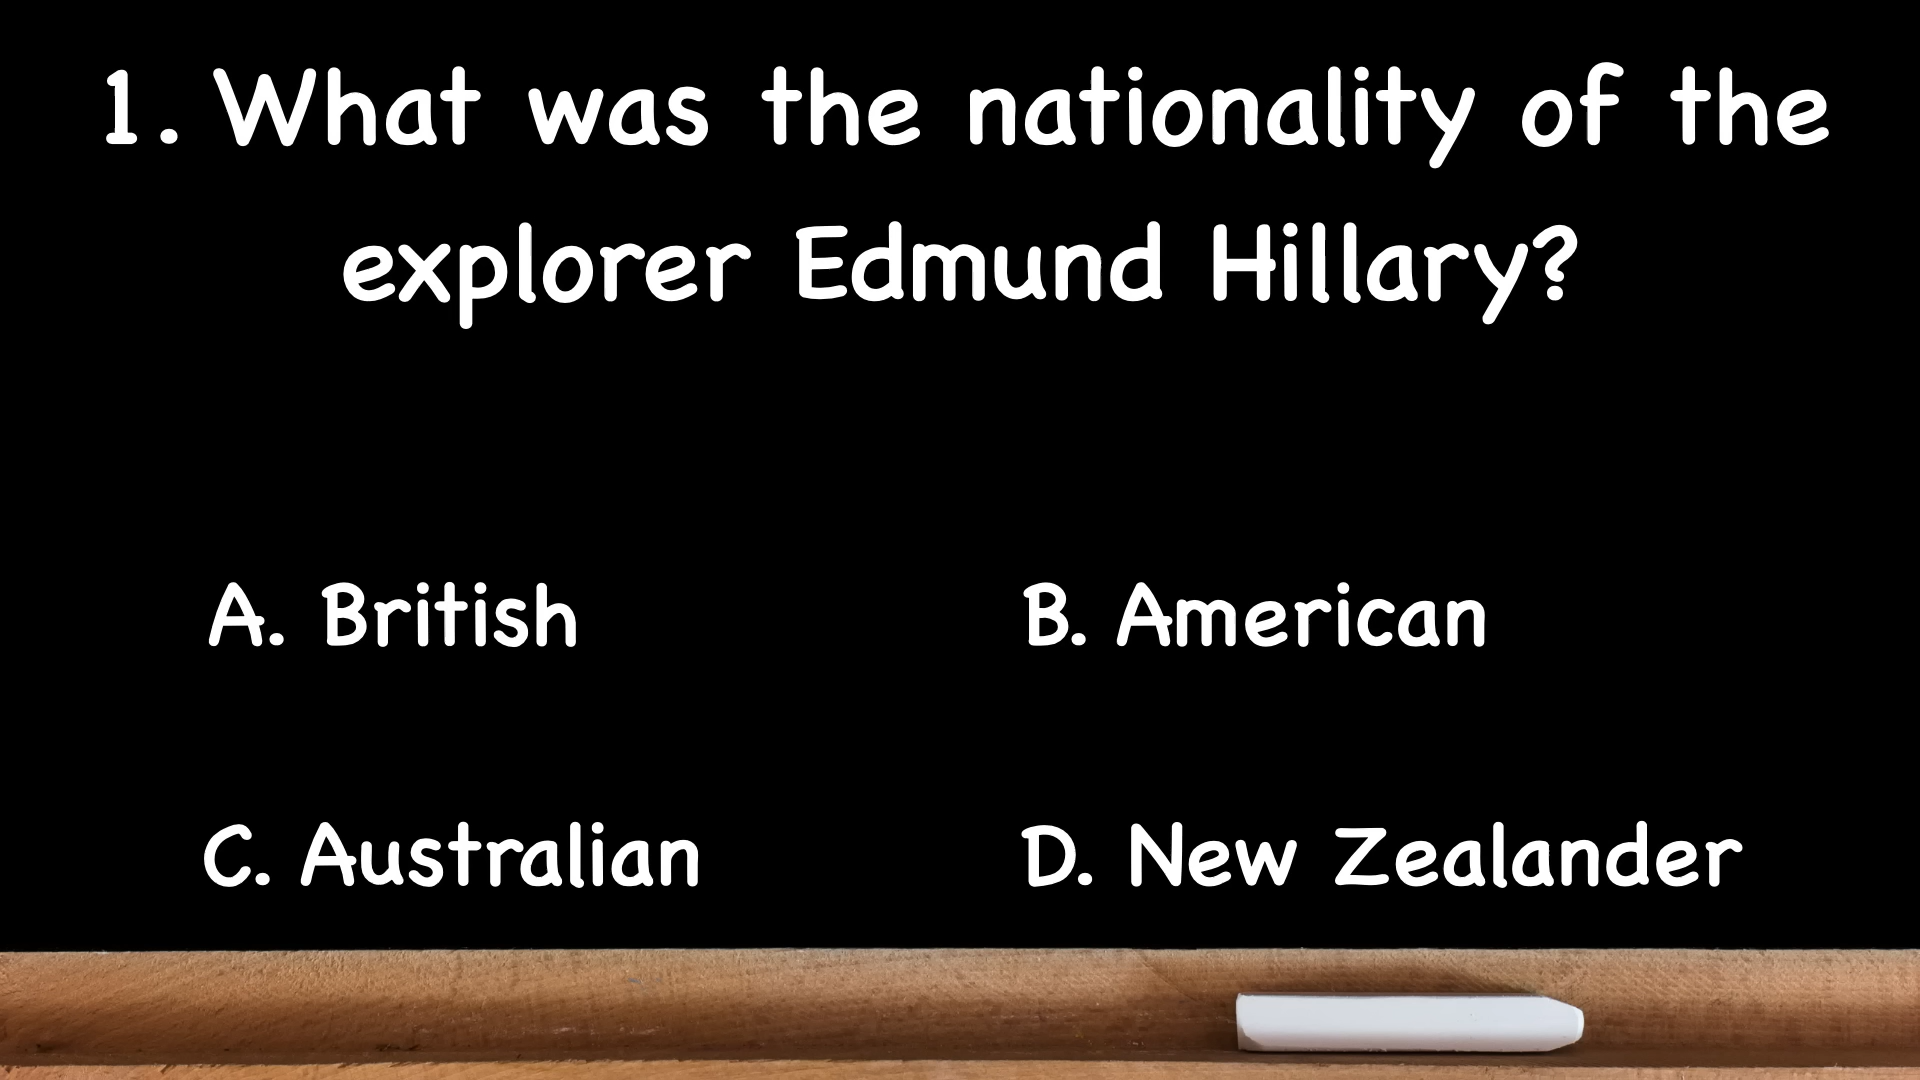 1. What was the nationality of the
explorer Edmund Hillary?
A. British
B. American
C. Australian
D. New Zealander